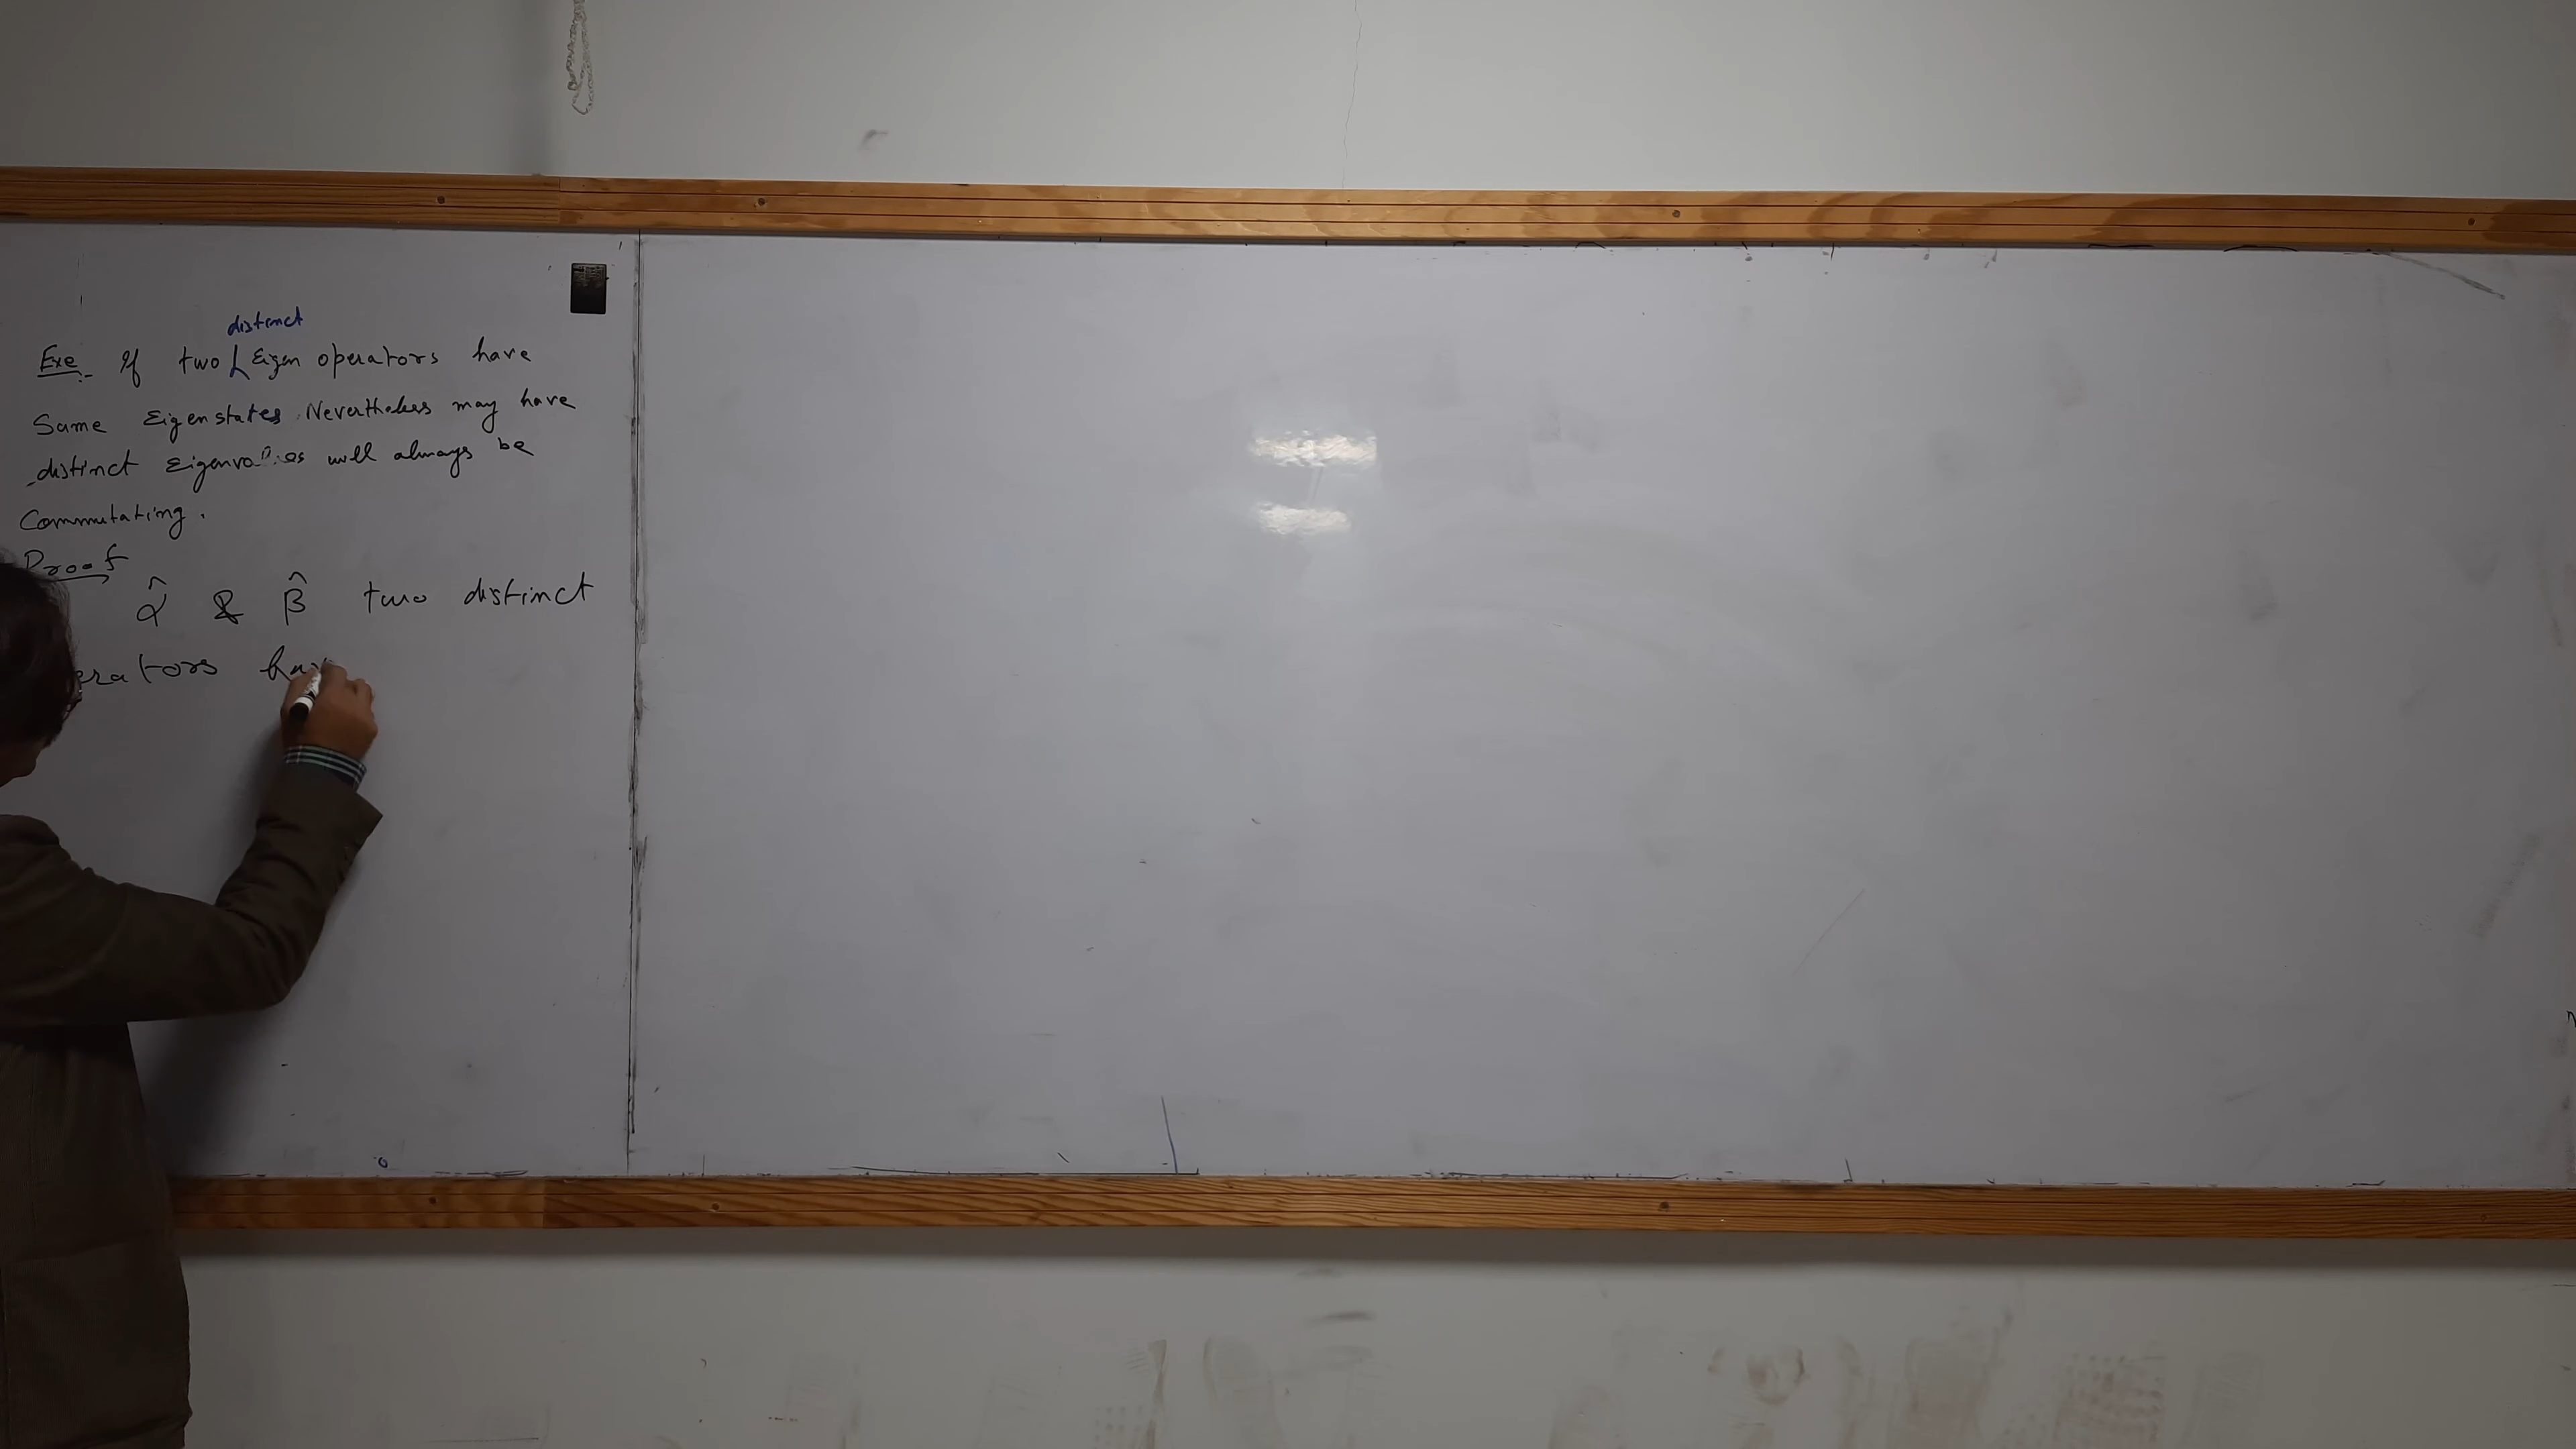 distinct
Exe :- If two Eigen operators have
Same Eigenstates. Nevertheless may have
distinct Eigenvalues will always be
Commutating.
Proof
α̂ & β̂ two distinct
erators hav